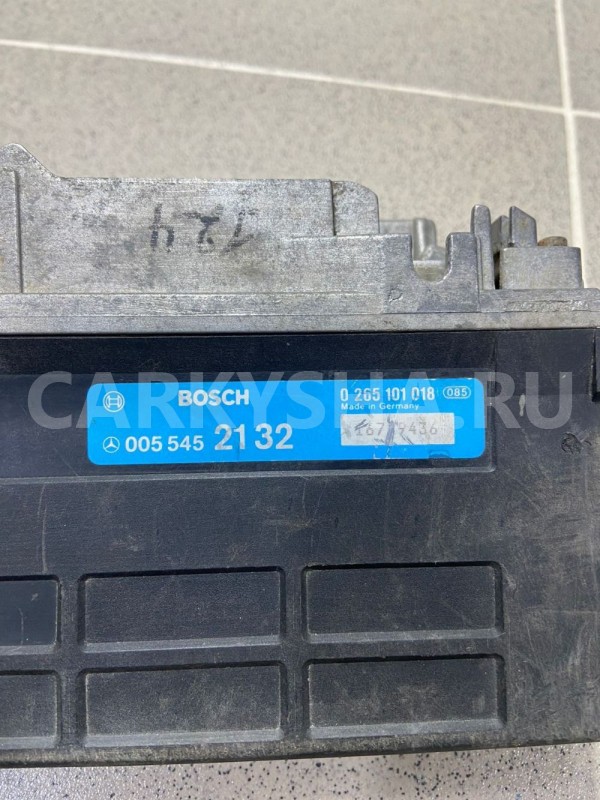 124
CARKYSHA.RU
BOSCH
0 265 101 018 085
Made in Germany
005 545 21 32